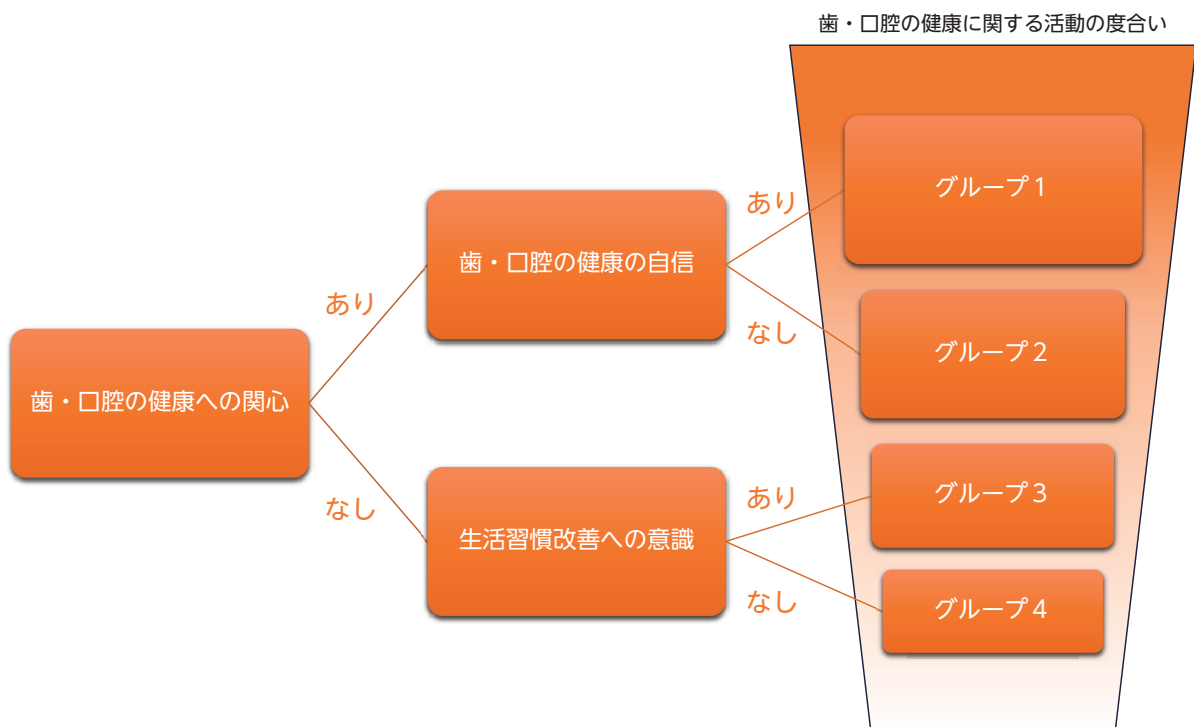 歯・口腔の健康に関する活動の度合い
歯・口腔の健康への関心
あり
なし
歯・口腔の健康の自信
あり
なし
生活習慣改善への意識
あり
なし
グループ1
グループ2
グループ3
グループ4